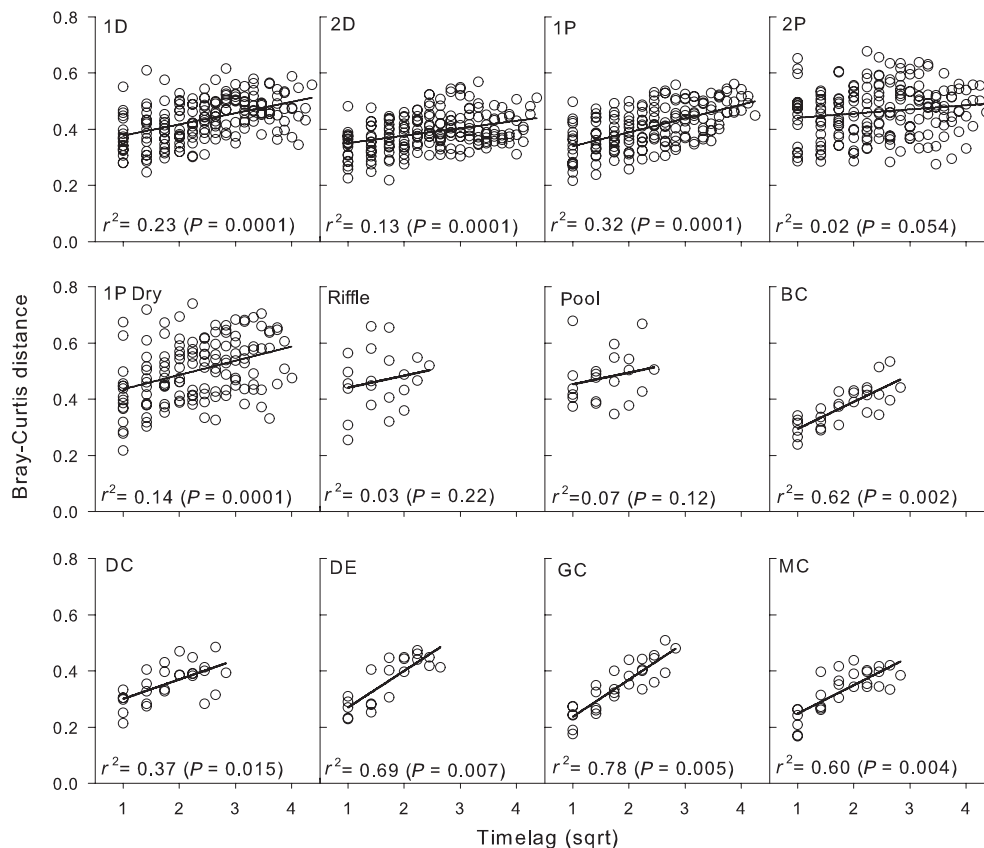 0.8
0.6
0.4
0.2
0.0
1D
r2= 0.23 (P = 0.0001)
2D
r2= 0.13 (P = 0.0001)
1P
r2= 0.32 (P = 0.0001)
2P
r2= 0.02 (P = 0.054)
Bray-Curtis distance
0.8
0.6
0.4
0.2
0.0
1P Dry
r2= 0.14 (P = 0.0001)
Riffle
r2= 0.03 (P = 0.22)
Pool
r2=0.07 (P = 0.12)
BC
r2= 0.62 (P = 0.002)
0.8
0.6
0.4
0.2
0.0
DC
r2= 0.37 (P = 0.015)
DE
r2= 0.69 (P = 0.007)
GC
r2= 0.78 (P = 0.005)
MC
r2= 0.60 (P = 0.004)
1 2 3 4
1 2 3 4
1 2 3 4
1 2 3 4
Timelag (sqrt)